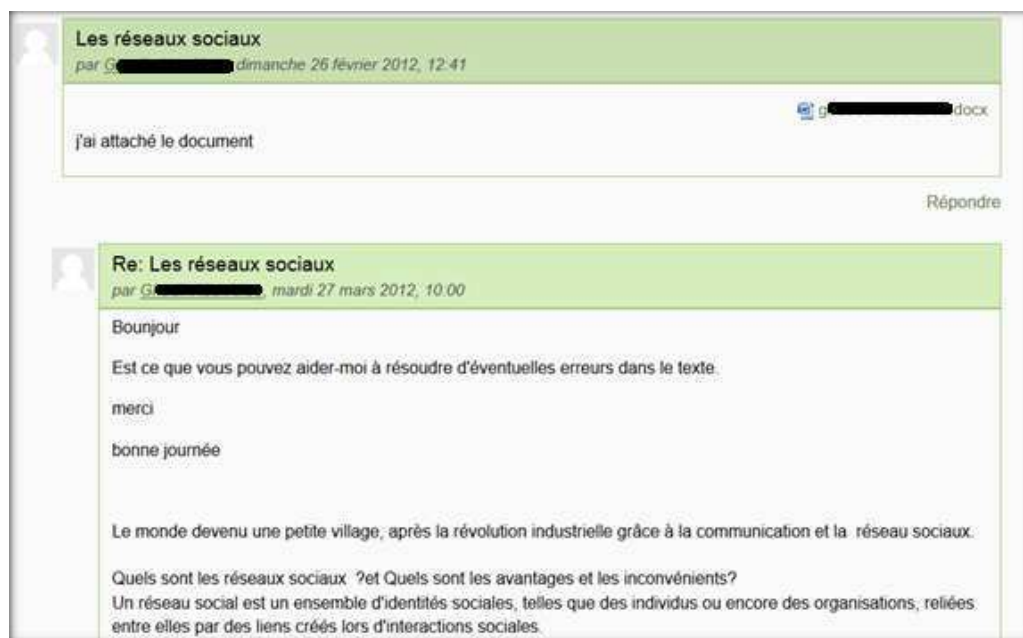 Les réseaux sociaux
par G dimanche 26 février 2012, 12:41
g docx
j'ai attaché le document
Répondre
Re: Les réseaux sociaux
par G , mardi 27 mars 2012, 10:00
Bounjour
Est ce que vous pouvez aider-moi à résoudre d'éventuelles erreurs dans le texte.
merci
bonne journée
Le monde devenu une petite village, après la révolution industrielle grâce à la communication et la réseau sociaux.
Quels sont les réseaux sociaux ?et Quels sont les avantages et les inconvénients?
Un réseau social est un ensemble d'identités sociales, telles que des individus ou encore des organisations, reliées
entre elles par des liens créés lors d'interactions sociales.